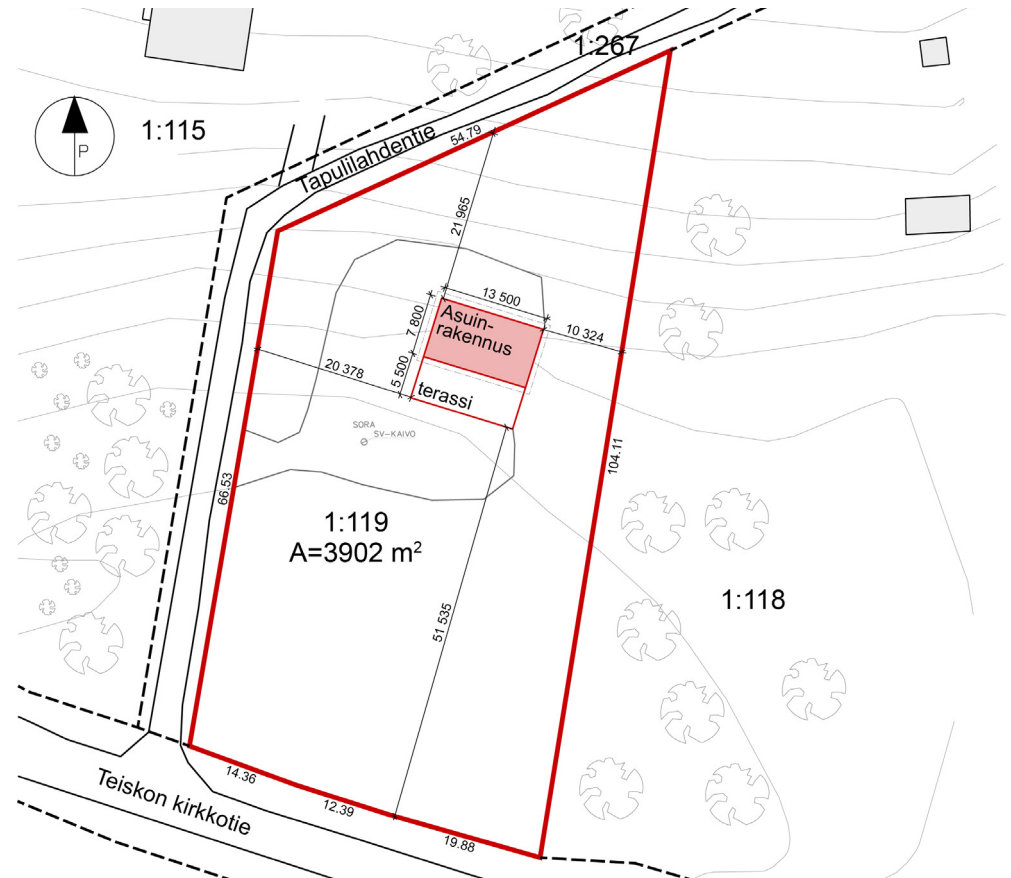 1:267
1:115
P
Tapulilahdentie
54.79
21 965
13 500
7 800
Asuin-
rakennus
10 324
20 378
5 500
terassi
SORA
SV-KAIVO
66.53
104.11
1:119
A=3902 m²
1:118
51 535
14.36
12.39
19.88
Teiskon kirkkotie